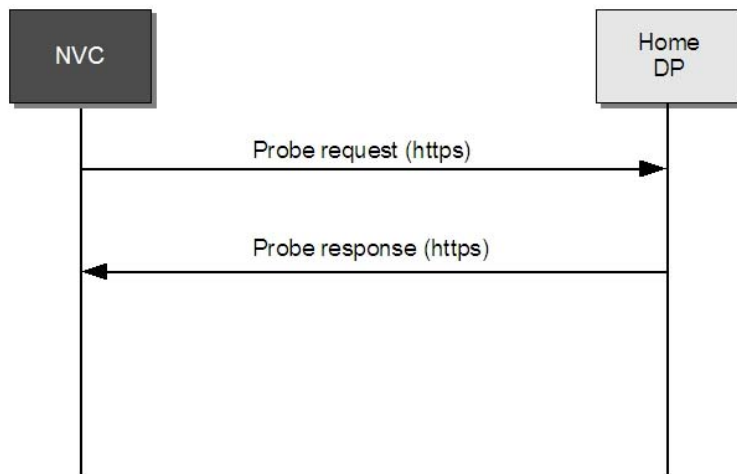 NVC
Home
DP
Probe request (https)
Probe response (https)